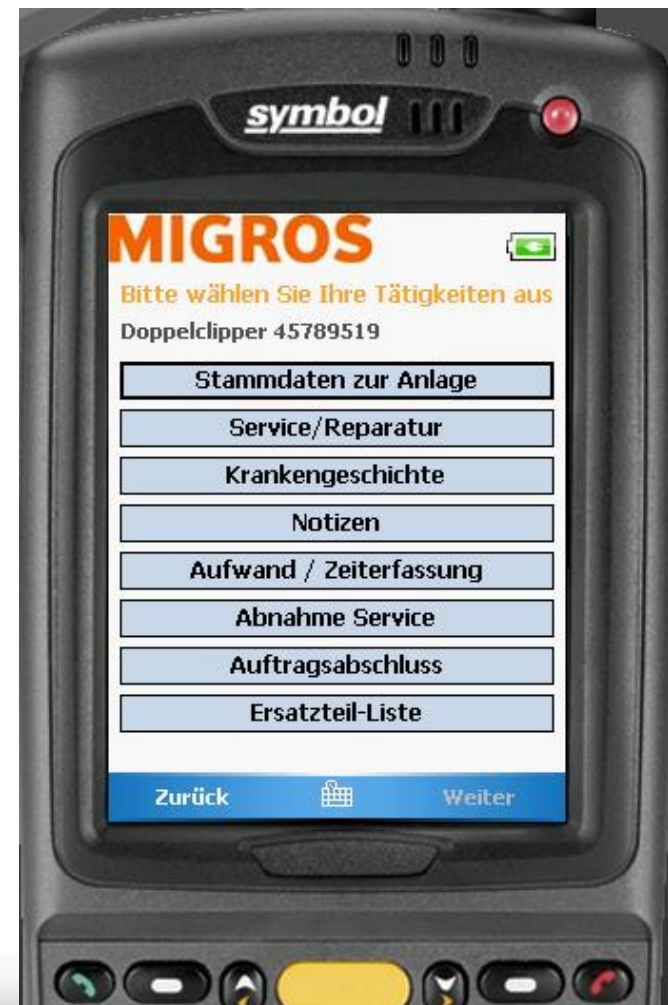 symbol
MIGROS
Bitte wählen Sie Ihre Tätigkeiten aus
Doppelclipper 45789519
Stammdaten zur Anlage
Service/Reparatur
Krankengeschichte
Notizen
Aufwand / Zeiterfassung
Abnahme Service
Auftragsabschluss
Ersatzteil-Liste
Zurück
Weiter